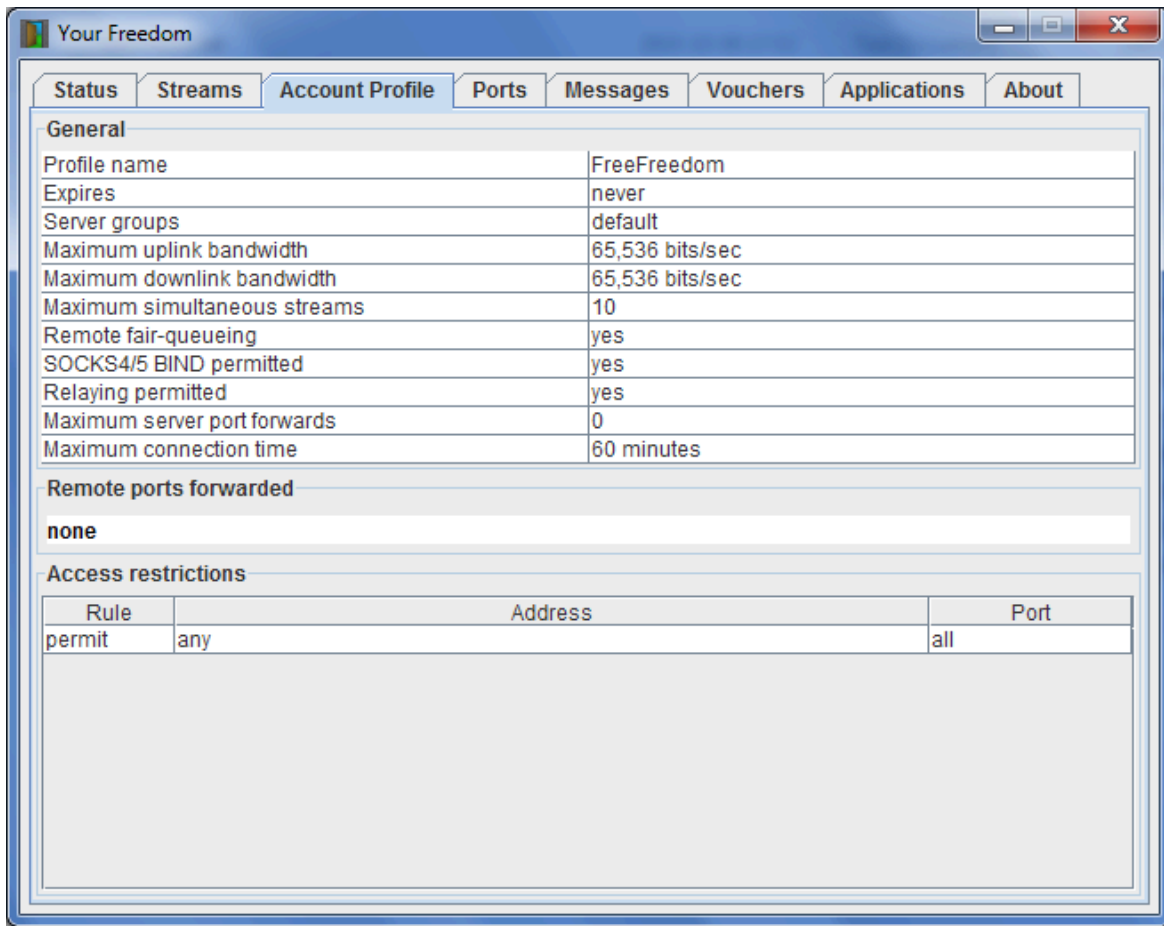 Your Freedom
Status Streams Account Profile Ports Messages Vouchers Applications About
General
Profile name FreeFreedom
Expires never
Server groups default
Maximum uplink bandwidth 65,536 bits/sec
Maximum downlink bandwidth 65,536 bits/sec
Maximum simultaneous streams 10
Remote fair-queueing yes
SOCKS4/5 BIND permitted yes
Relaying permitted yes
Maximum server port forwards 0
Maximum connection time 60 minutes
Remote ports forwarded
none
Access restrictions
Rule Address Port
permit any all